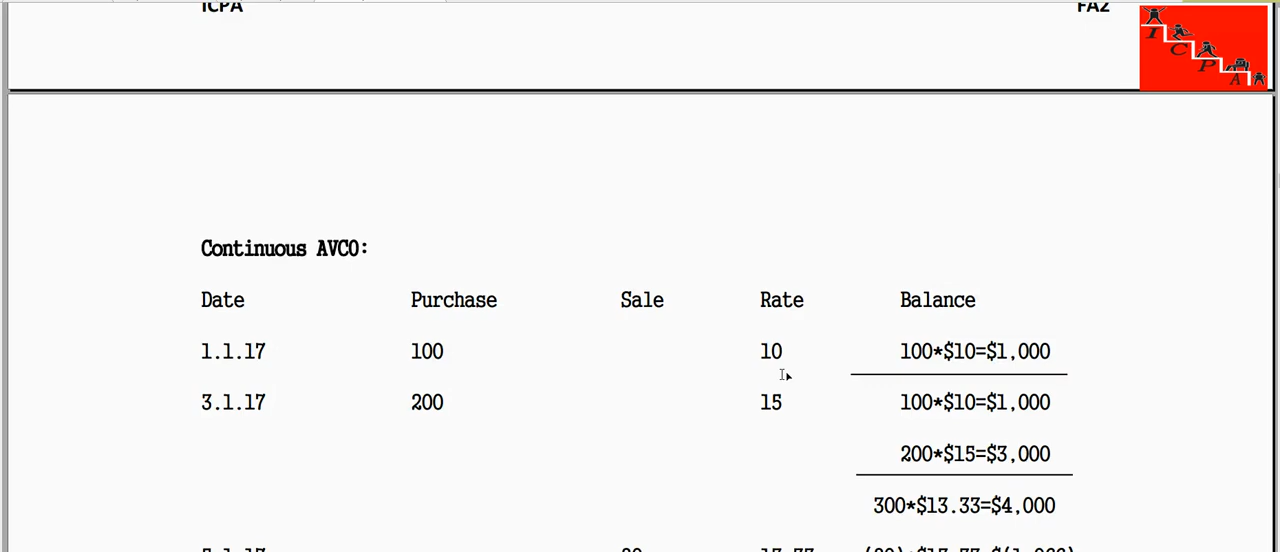 ICPA FA2
I C P A
Continuous AVCO:
Date Purchase Sale Rate Balance
1.1.17 100 10 100*$10=$1,000
3.1.17 200 15 100*$10=$1,000
200*$15=$3,000
300*$13.33=$4,000